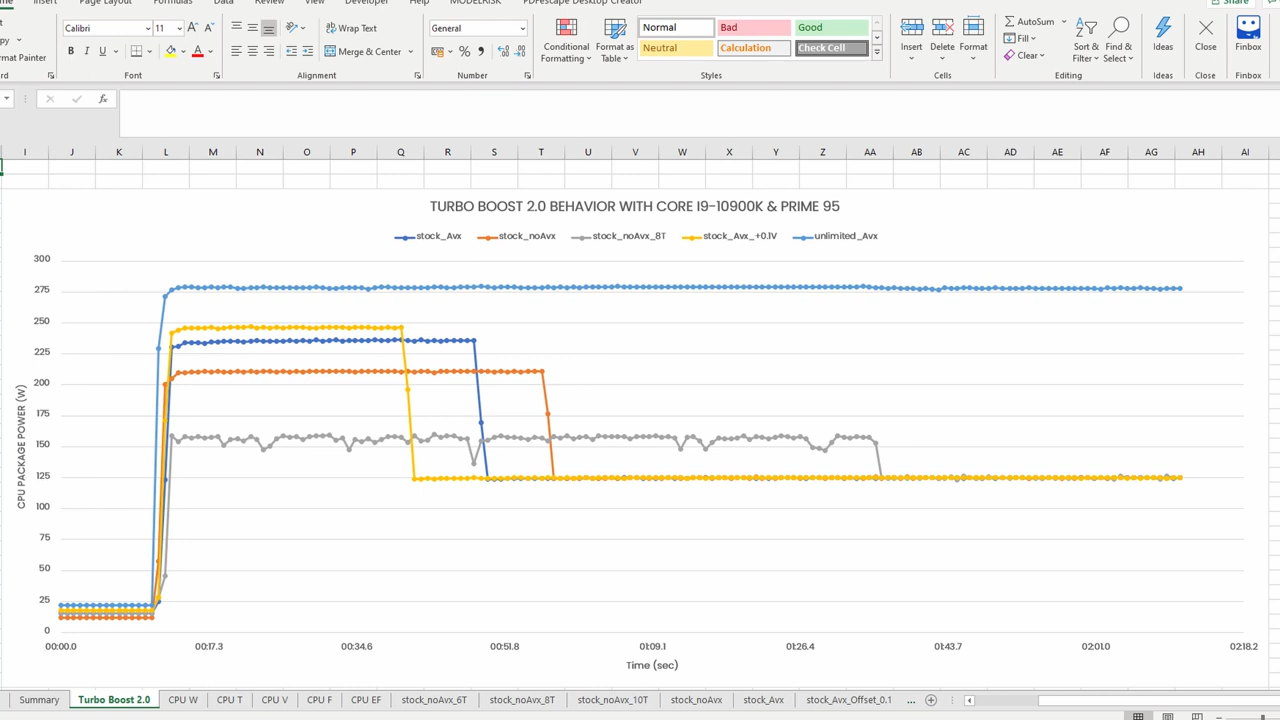 Insert Page Layout Formulas Data Review View Developer Help MODELRISK PDFescape Desktop Creator Share
Calibri 11 Wrap Text General Normal Bad Good AutoSum
Neutral Calculation Check Cell Fill
Merge & Center Conditional Formatting Format as Table Insert Delete Format Clear Sort & Filter Find & Select Ideas Close Finbox
Format Painter
Font Alignment Number Styles Cells Editing Ideas Close Finbox
fx
I J K L M N O P Q R S T U V W X Y Z AA AB AC AD AE AF AG AH AI
TURBO BOOST 2.0 BEHAVIOR WITH CORE I9-10900K & PRIME 95
stock_Avx stock_noAvx stock_noAvx_8T stock_Avx_+0.1V unlimited_Avx
300
275
250
225
200
175
150
125
100
75
50
25
0
CPU PACKAGE POWER (W)
00:00.0 00:17.3 00:34.6 00:51.8 01:09.1 01:26.4 01:43.7 02:01.0 02:18.2
Time (sec)
Summary Turbo Boost 2.0 CPU W CPU T CPU V CPU F CPU EF stock_noAvx_6T stock_noAvx_8T stock_noAvx_10T stock_noAvx stock_Avx stock_Avx_Offset_0.1 ...